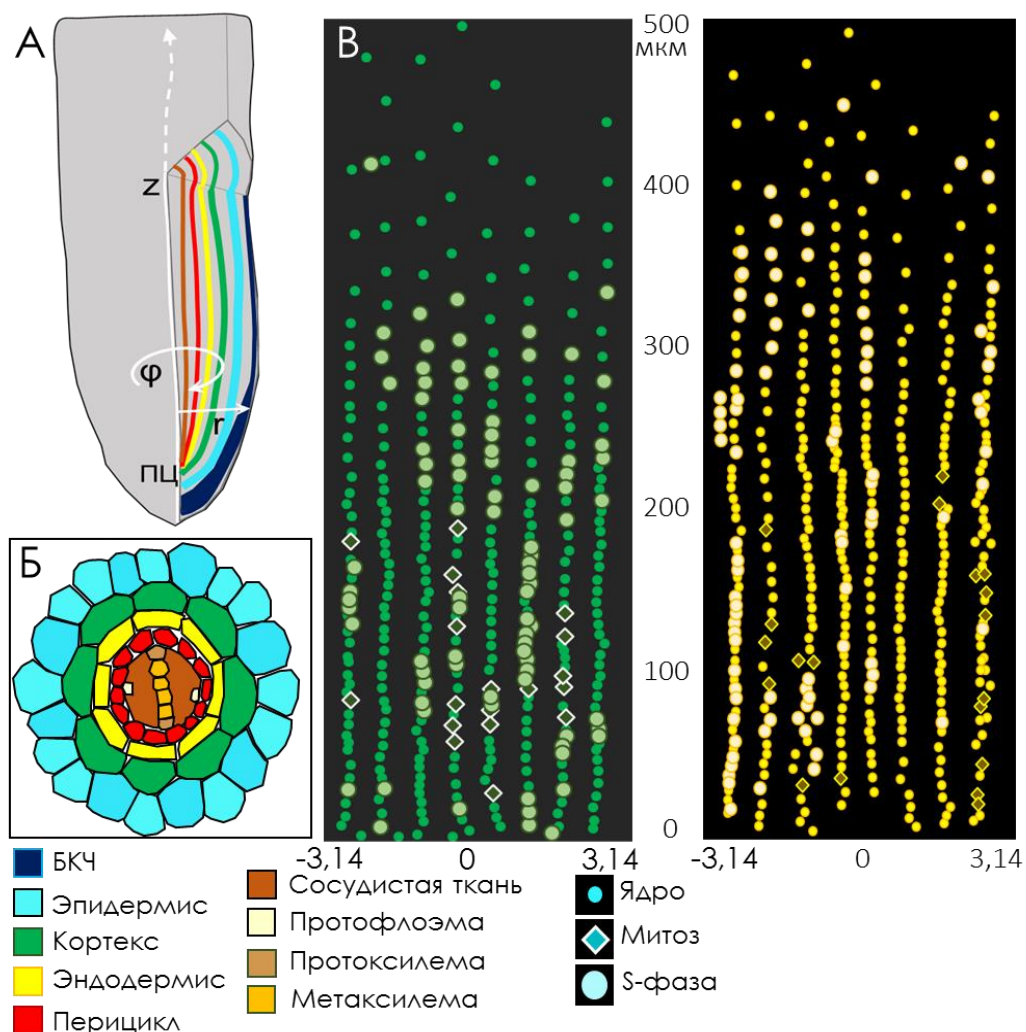 А
Z
φ
r
ПЦ
Б
В
500
мкм
400
300
200
100
0
-3,14
0
3,14
-3,14
0
3,14
БКЧ
Эпидермис
Кортекс
Эндодермис
Перицикл
Сосудистая ткань
Протофлоэма
Протоксилема
Метаксилема
Ядро
Митоз
S-фаза